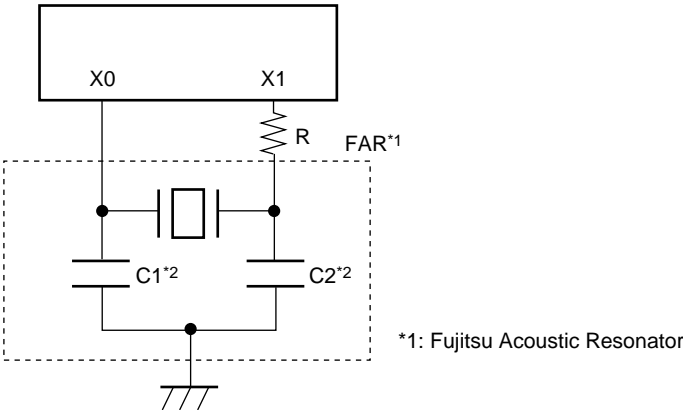 X0 X1
R
FAR*1
C1*2 C2*2
*1: Fujitsu Acoustic Resonator